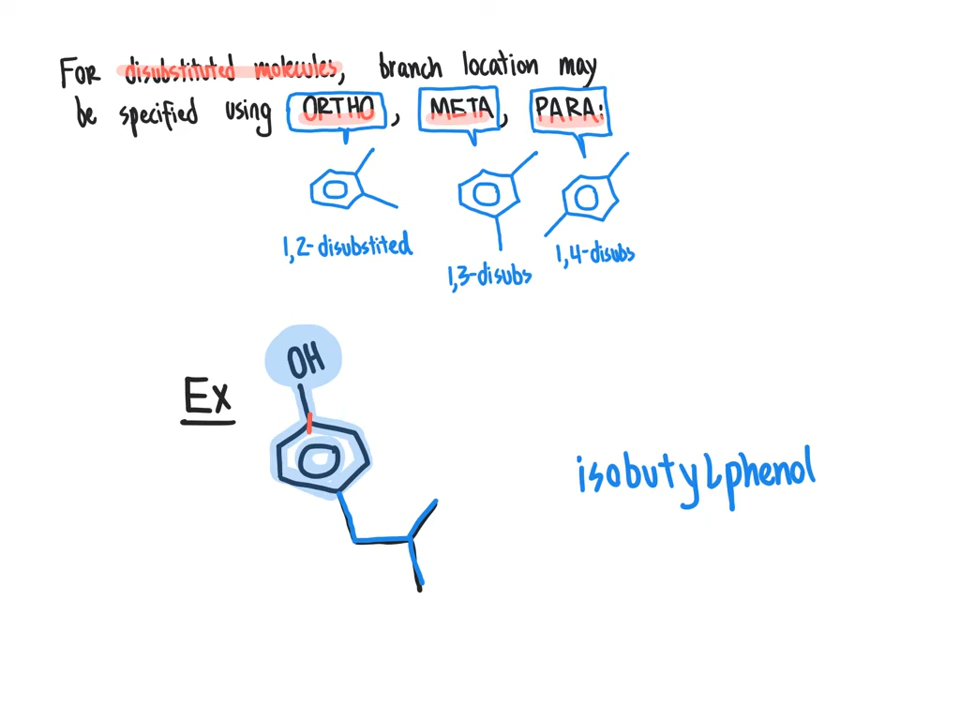 For disubstituted molecules, branch location may
be specified using ORTHO, META, PARA:
1,2-disubstited
1,3-disubs
1,4-disubs
OH
Ex
isobutylphenol